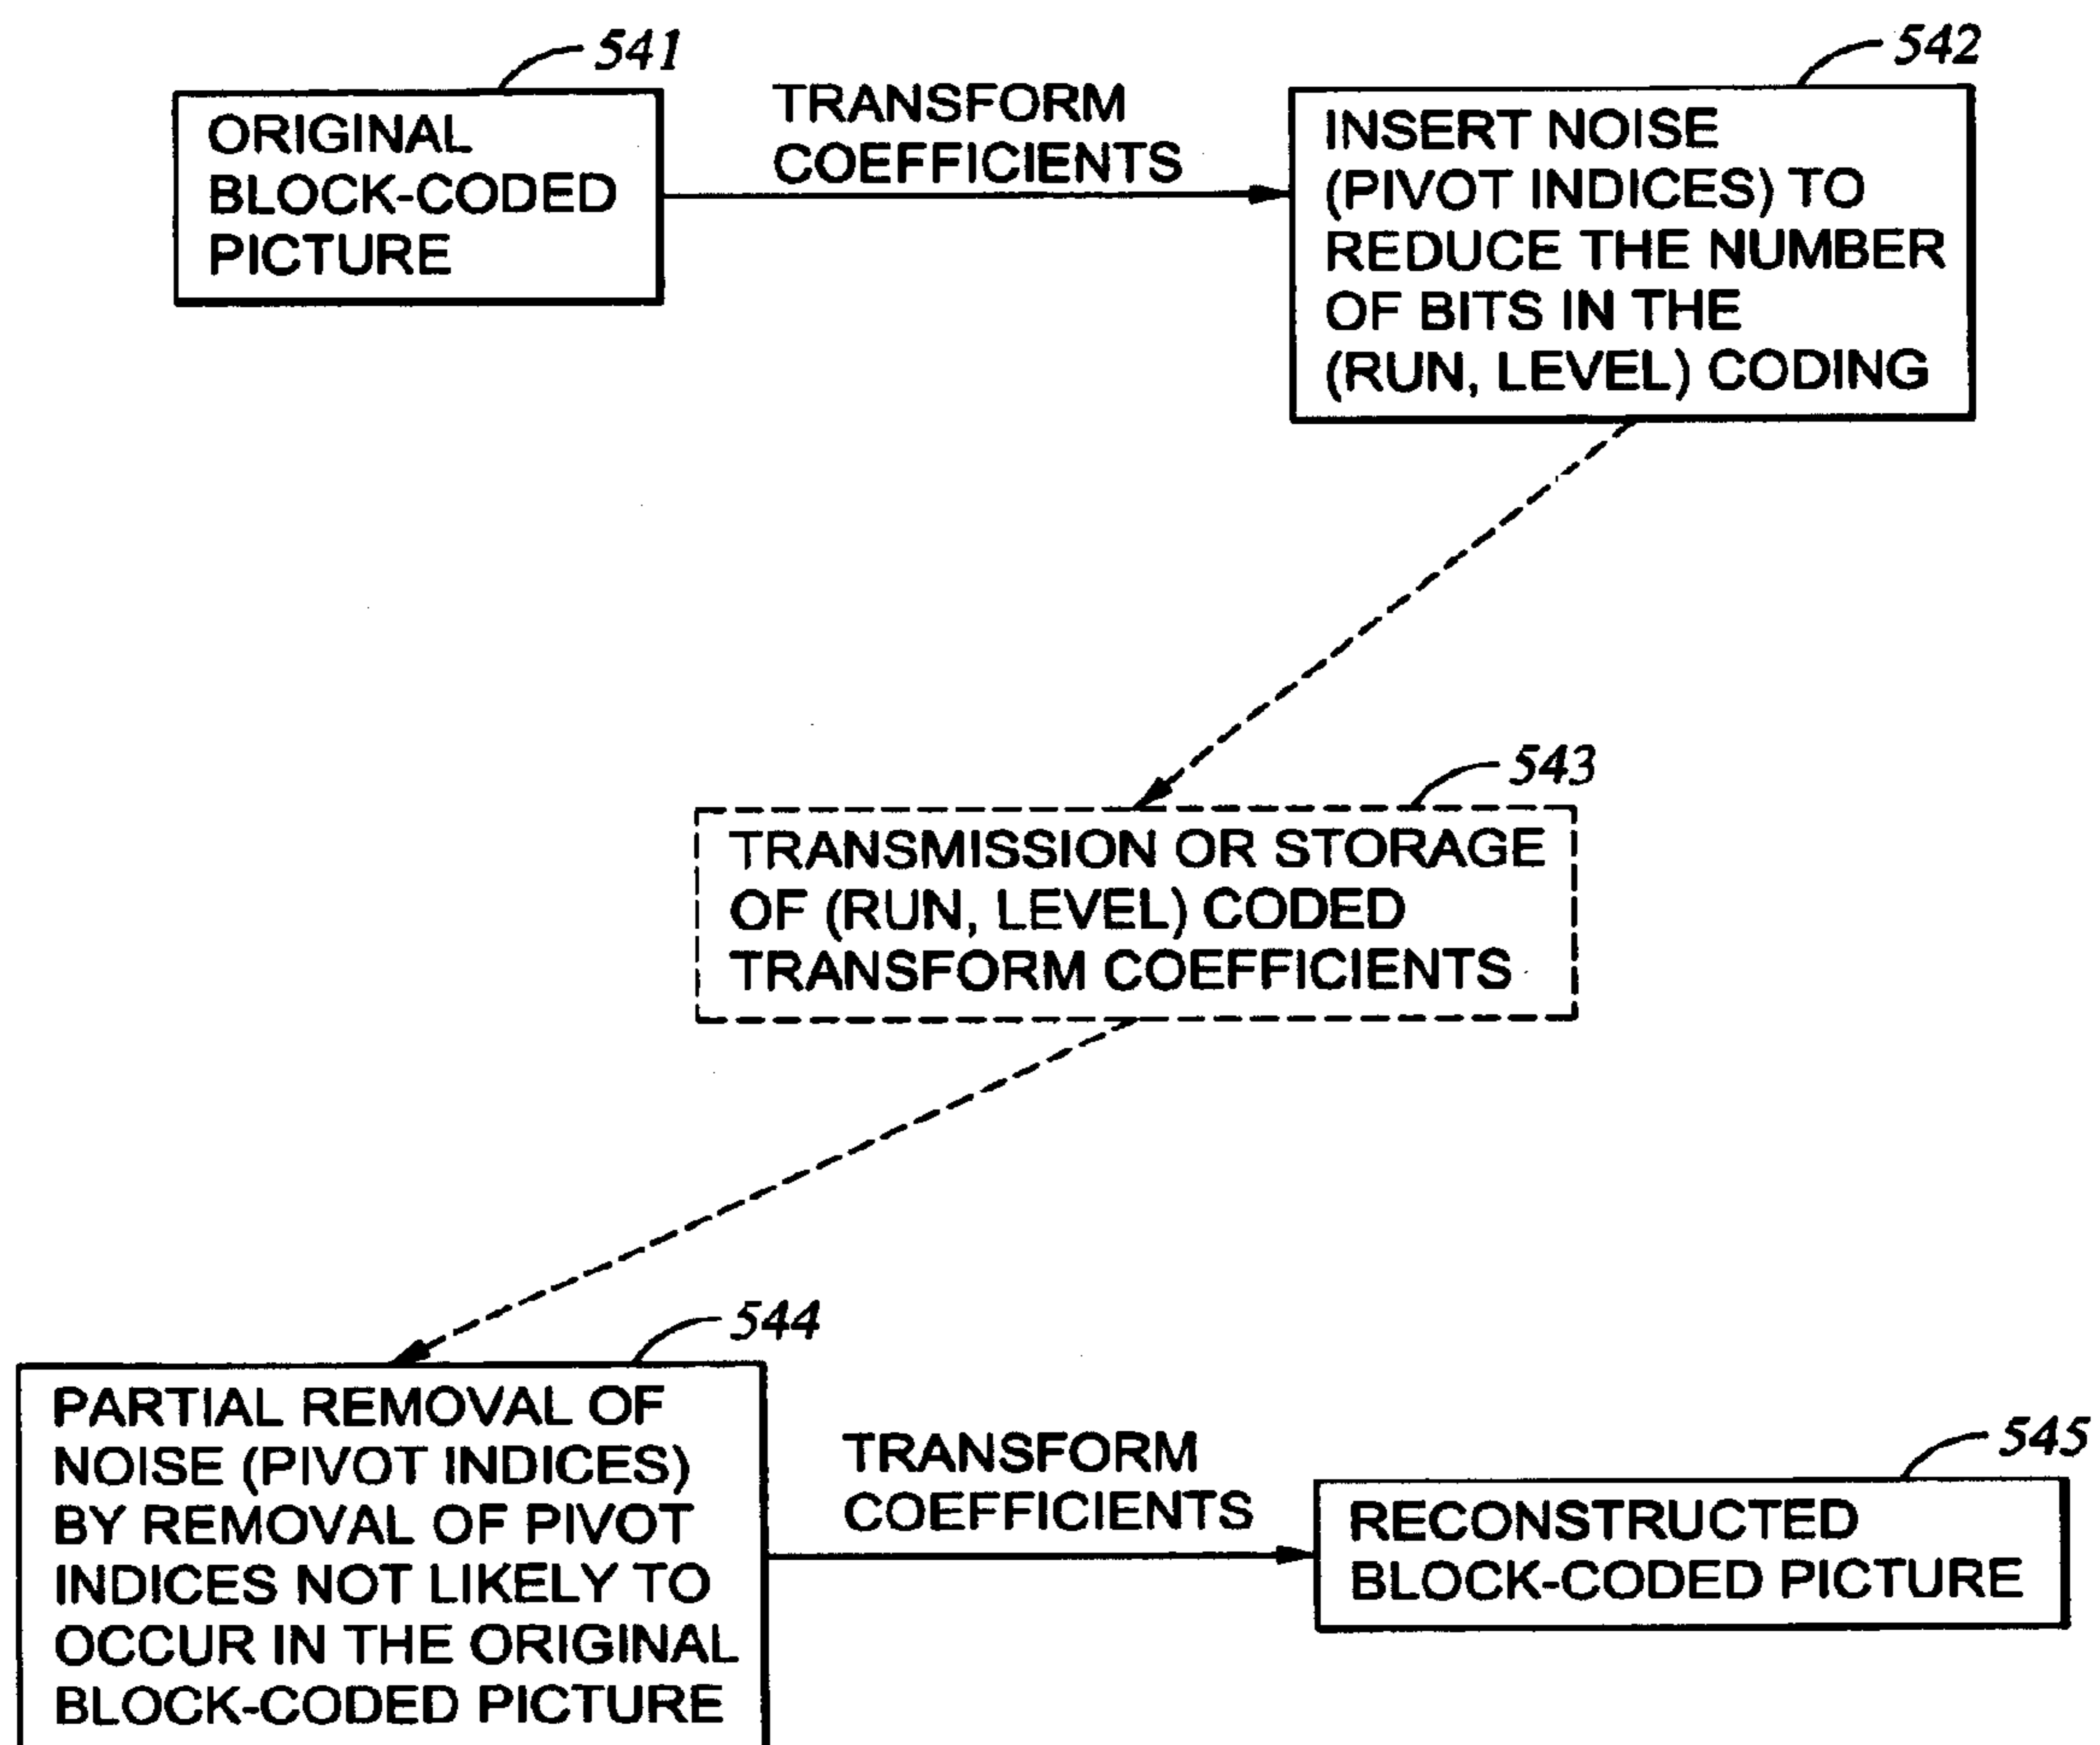 541
ORIGINAL
BLOCK-CODED
PICTURE
TRANSFORM
COEFFICIENTS
542
INSERT NOISE
(PIVOT INDICES) TO
REDUCE THE NUMBER
OF BITS IN THE
(RUN, LEVEL) CODING
543
TRANSMISSION OR STORAGE
OF (RUN, LEVEL) CODED
TRANSFORM COEFFICIENTS
544
PARTIAL REMOVAL OF
NOISE (PIVOT INDICES)
BY REMOVAL OF PIVOT
INDICES NOT LIKELY TO
OCCUR IN THE ORIGINAL
BLOCK-CODED PICTURE
TRANSFORM
COEFFICIENTS
545
RECONSTRUCTED
BLOCK-CODED PICTURE